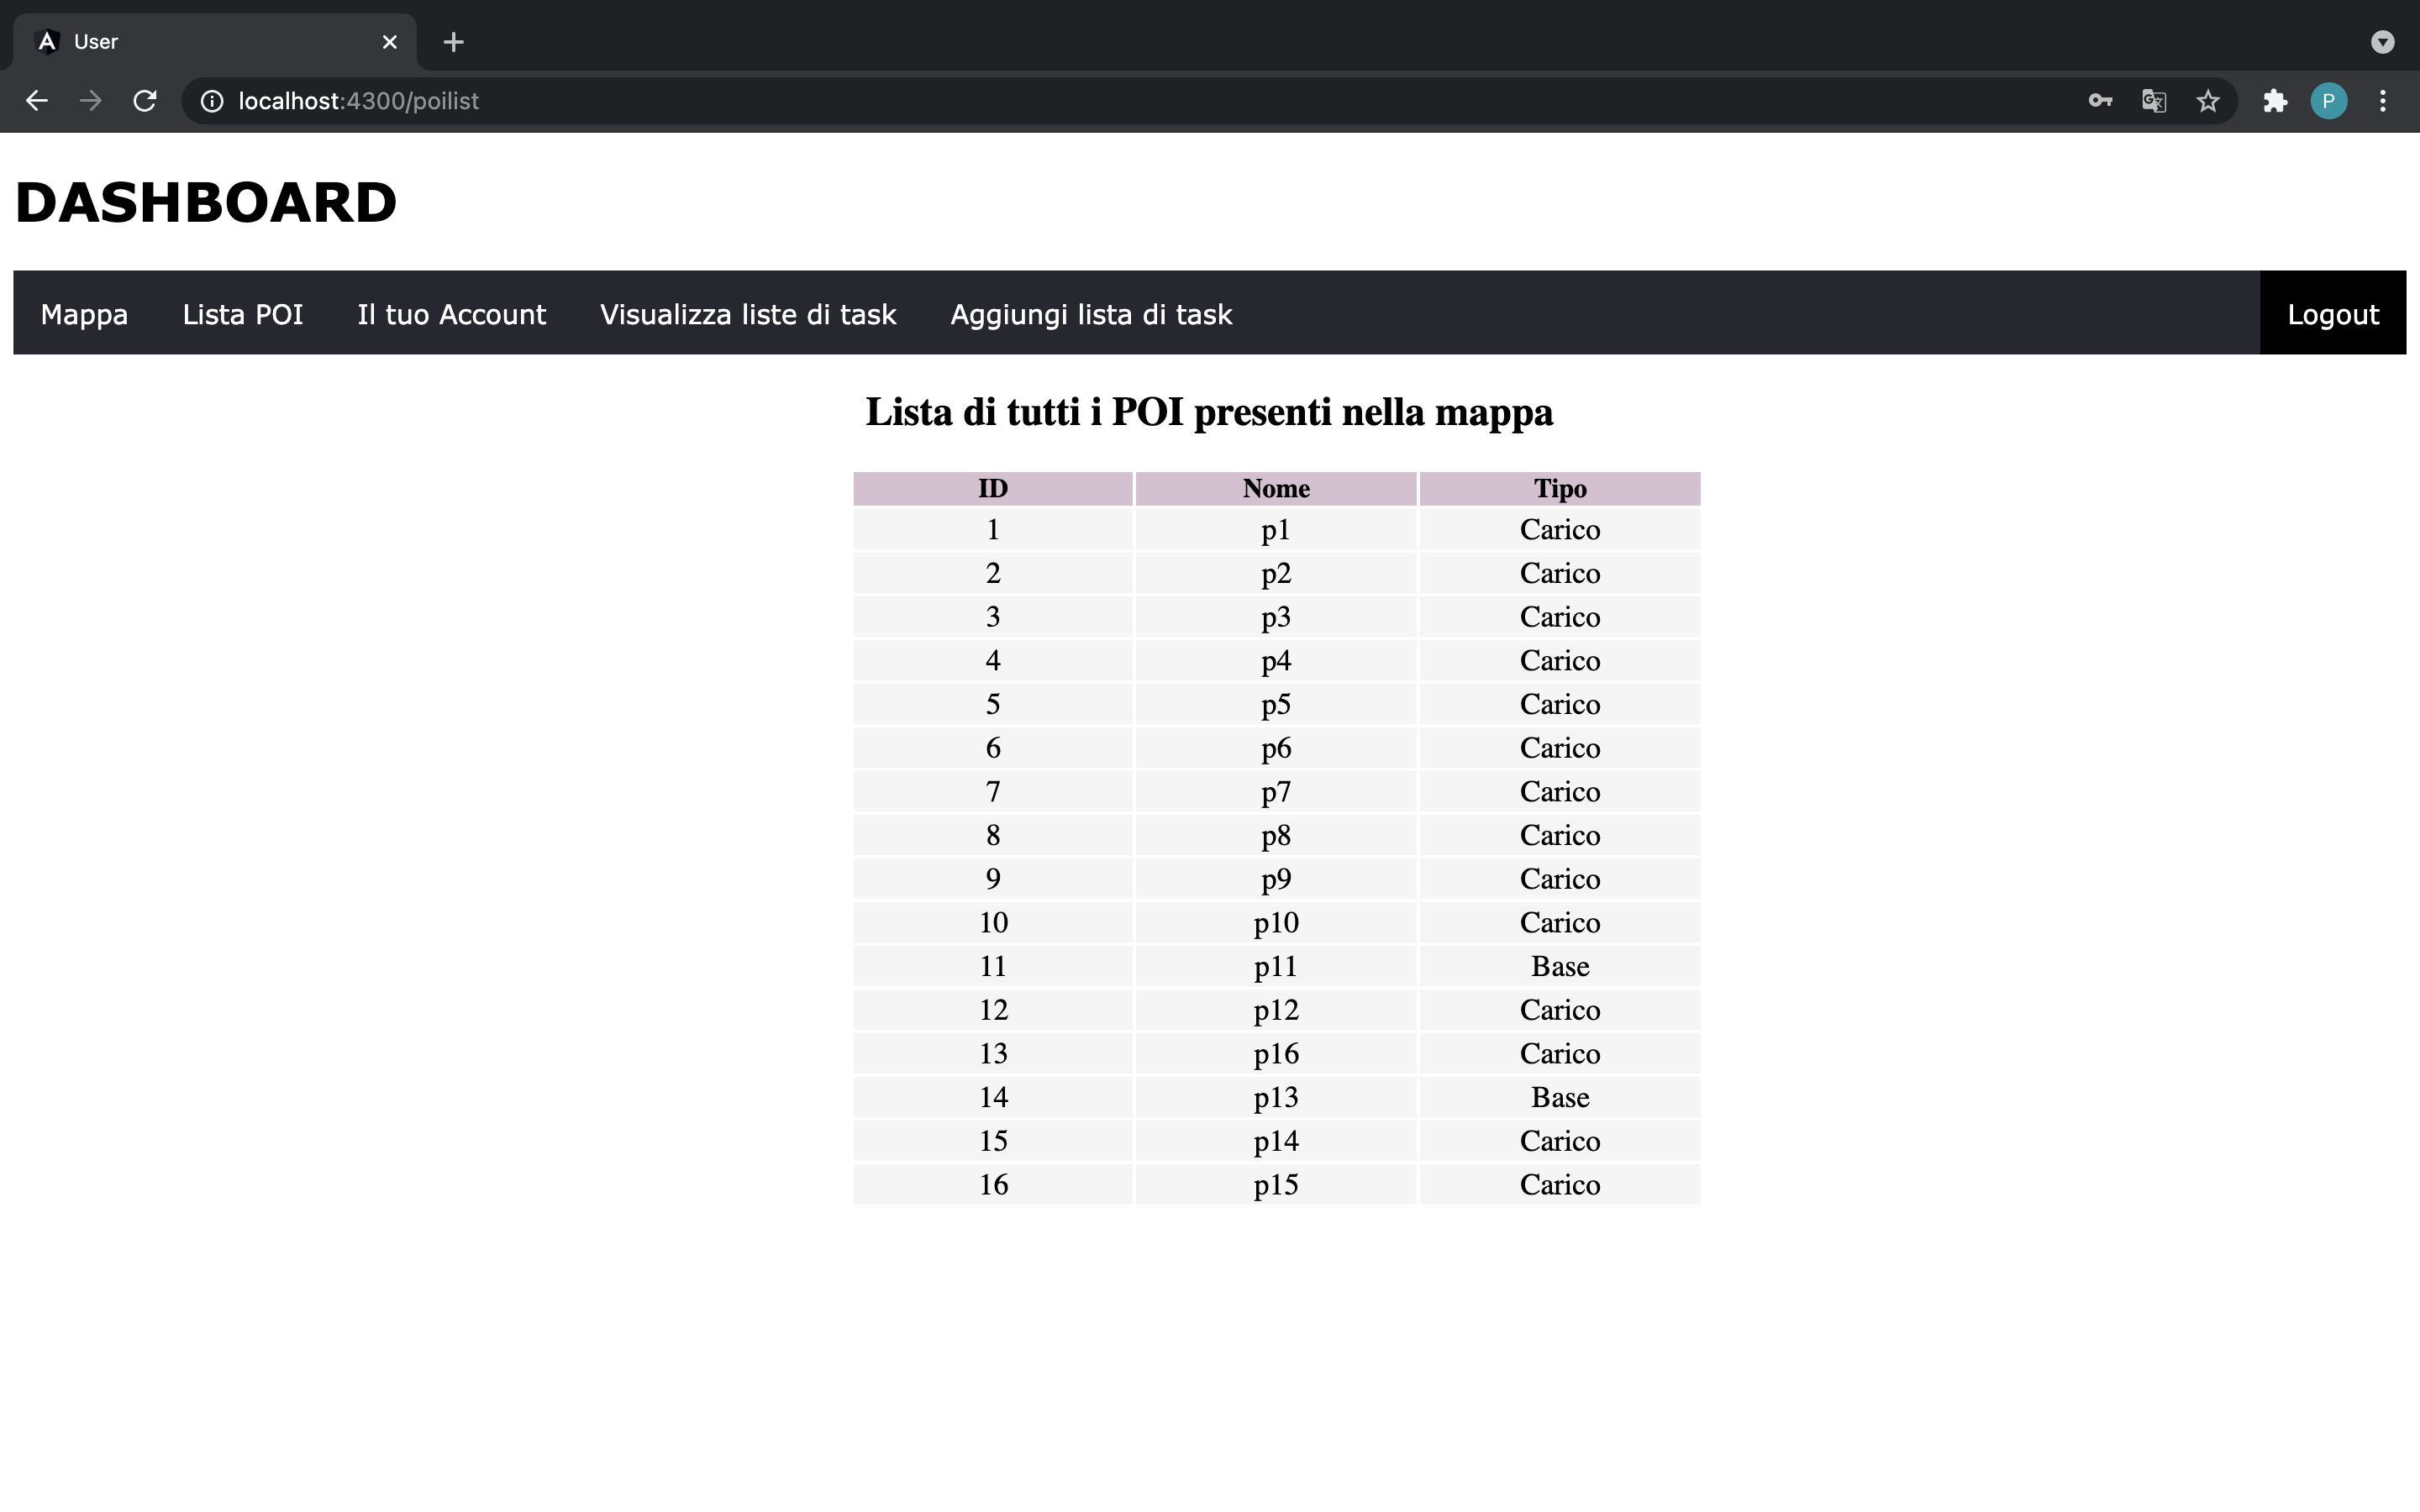 User
localhost:4300/poilist
P
DASHBOARD
Mappa Lista POI Il tuo Account Visualizza liste di task Aggiungi lista di task Logout
Lista di tutti i POI presenti nella mappa
ID Nome Tipo
1 p1 Carico
2 p2 Carico
3 p3 Carico
4 p4 Carico
5 p5 Carico
6 p6 Carico
7 p7 Carico
8 p8 Carico
9 p9 Carico
10 p10 Carico
11 p11 Base
12 p12 Carico
13 p16 Carico
14 p13 Base
15 p14 Carico
16 p15 Carico